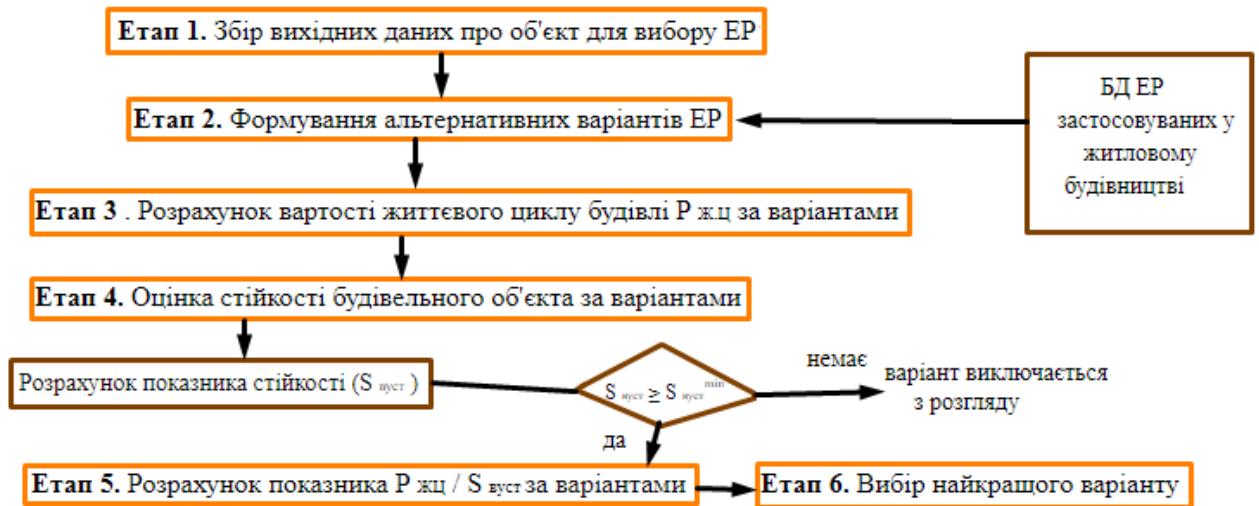 Етап 1. Збір вихідних даних про об'єкт для вибору ЕР
Етап 2. Формування альтернативних варіантів ЕР
БД ЕР
застосовуваних у
житловому
будівництві
Етап 3 . Розрахунок вартості життєвого циклу будівлі Р ж.ц за варіантами
Етап 4. Оцінка стійкості будівельного об'єкта за варіантами
Розрахунок показника стійкості (S вуст )
S вуст ≥ S вуст min
немає
варіант виключається
з розгляду
да
Етап 5. Розрахунок показника Р жц / S вуст за варіантами
Етап 6. Вибір найкращого варіанту